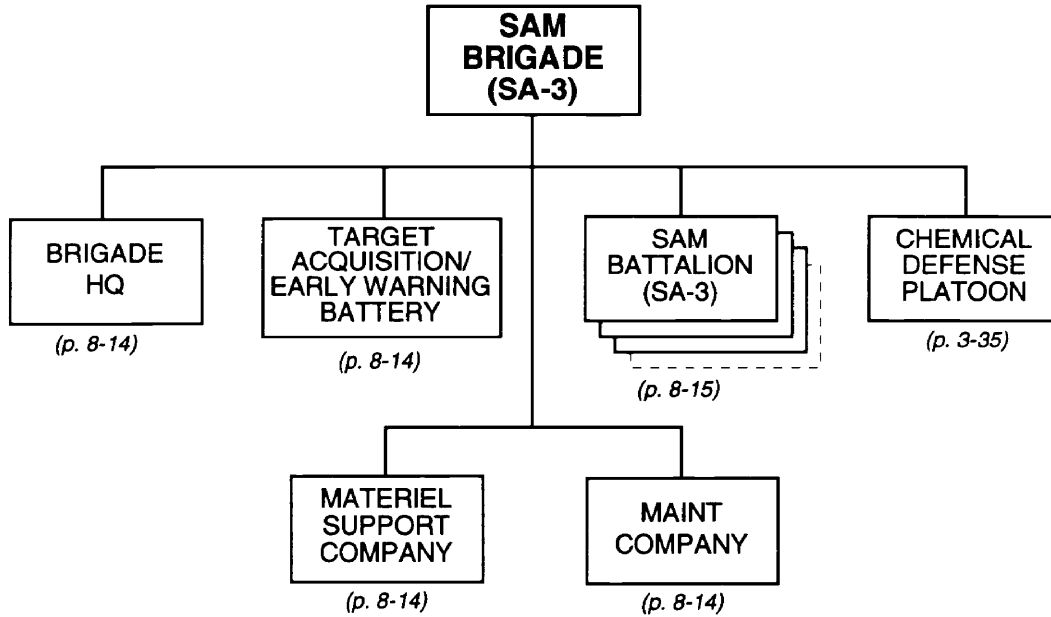 SAM
BRIGADE
(SA-3)
BRIGADE
HQ
(p. 8-14)
TARGET
ACQUISITION/
EARLY WARNING
BATTERY
(p. 8-14)
SAM
BATTALION
(SA-3)
(p. 8-15)
CHEMICAL
DEFENSE
PLATOON
(p. 3-35)
MATERIEL
SUPPORT
COMPANY
(p. 8-14)
MAINT
COMPANY
(p. 8-14)